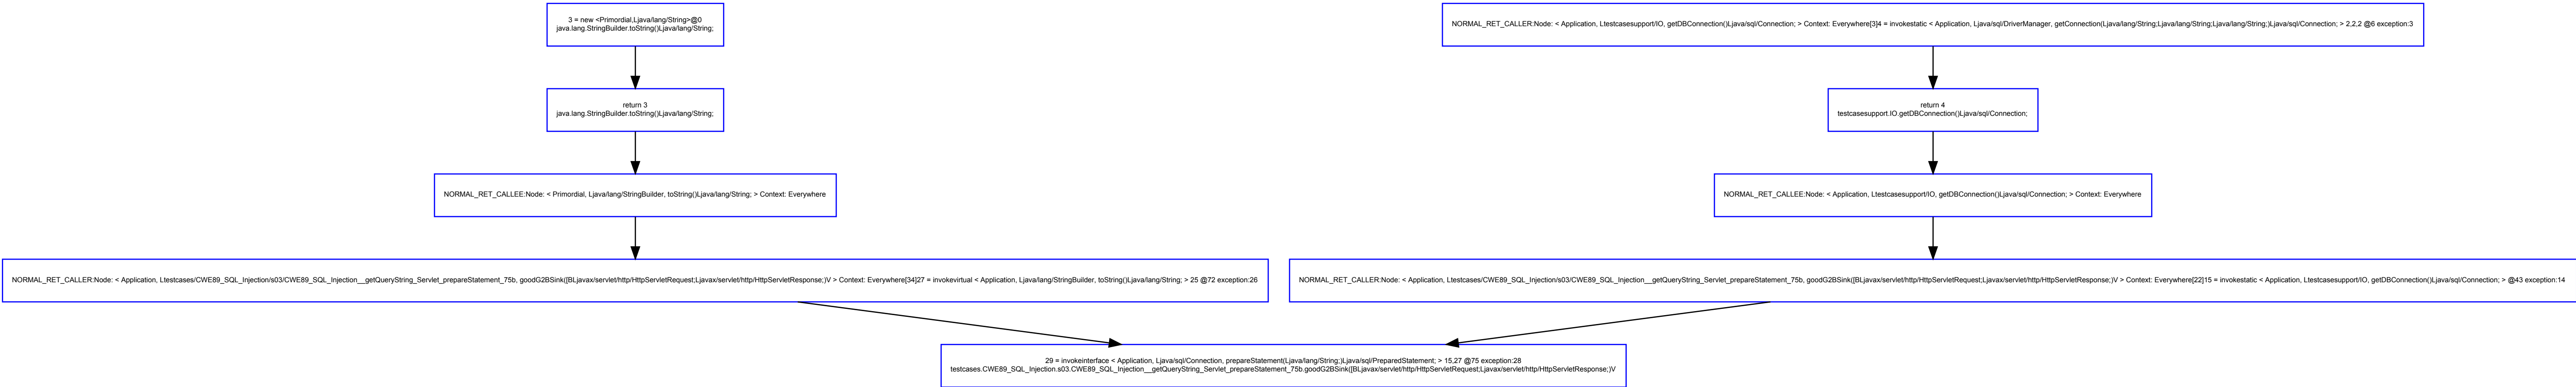 3 = new <Primordial,Ljava/lang/String>@0
java.lang.StringBuilder.toString()Ljava/lang/String;
NORMAL_RET_CALLER:Node: < Application, Ltestcasesupport/IO, getDBConnection()Ljava/sql/Connection; > Context: Everywhere[3]4 = invokestatic < Application, Ljava/sql/DriverManager, getConnection(Ljava/lang/String;Ljava/lang/String;Ljava/lang/String;)Ljava/sql/Connection; > 2,2,2 @6 exception:3
return 3
java.lang.StringBuilder.toString()Ljava/lang/String;
return 4
testcasesupport.IO.getDBConnection()Ljava/sql/Connection;
NORMAL_RET_CALLEE:Node: < Primordial, Ljava/lang/StringBuilder, toString()Ljava/lang/String; > Context: Everywhere
NORMAL_RET_CALLEE:Node: < Application, Ltestcasesupport/IO, getDBConnection()Ljava/sql/Connection; > Context: Everywhere
NORMAL_RET_CALLER:Node: < Application, Ltestcases/CWE89_SQL_Injection/s03/CWE89_SQL_Injection__getQueryString_Servlet_prepareStatement_75b, goodG2BSink([BLjavax/servlet/http/HttpServletRequest;Ljavax/servlet/http/HttpServletResponse;)V > Context: Everywhere[34]27 = invokevirtual < Application, Ljava/lang/StringBuilder, toString()Ljava/lang/String; > 25 @72 exception:26
NORMAL_RET_CALLER:Node: < Application, Ltestcases/CWE89_SQL_Injection/s03/CWE89_SQL_Injection__getQueryString_Servlet_prepareStatement_75b, goodG2BSink([BLjavax/servlet/http/HttpServletRequest;Ljavax/servlet/http/HttpServletResponse;)V > Context: Everywhere[22]15 = invokestatic < Application, Ltestcasesupport/IO, getDBConnection()Ljava/sql/Connection; > @43 exception:14
29 = invokeinterface < Application, Ljava/sql/Connection, prepareStatement(Ljava/lang/String;)Ljava/sql/PreparedStatement; > 15,27 @75 exception:28
testcases.CWE89_SQL_Injection.s03.CWE89_SQL_Injection__getQueryString_Servlet_prepareStatement_75b.goodG2BSink([BLjavax/servlet/http/HttpServletRequest;Ljavax/servlet/http/HttpServletResponse;)V